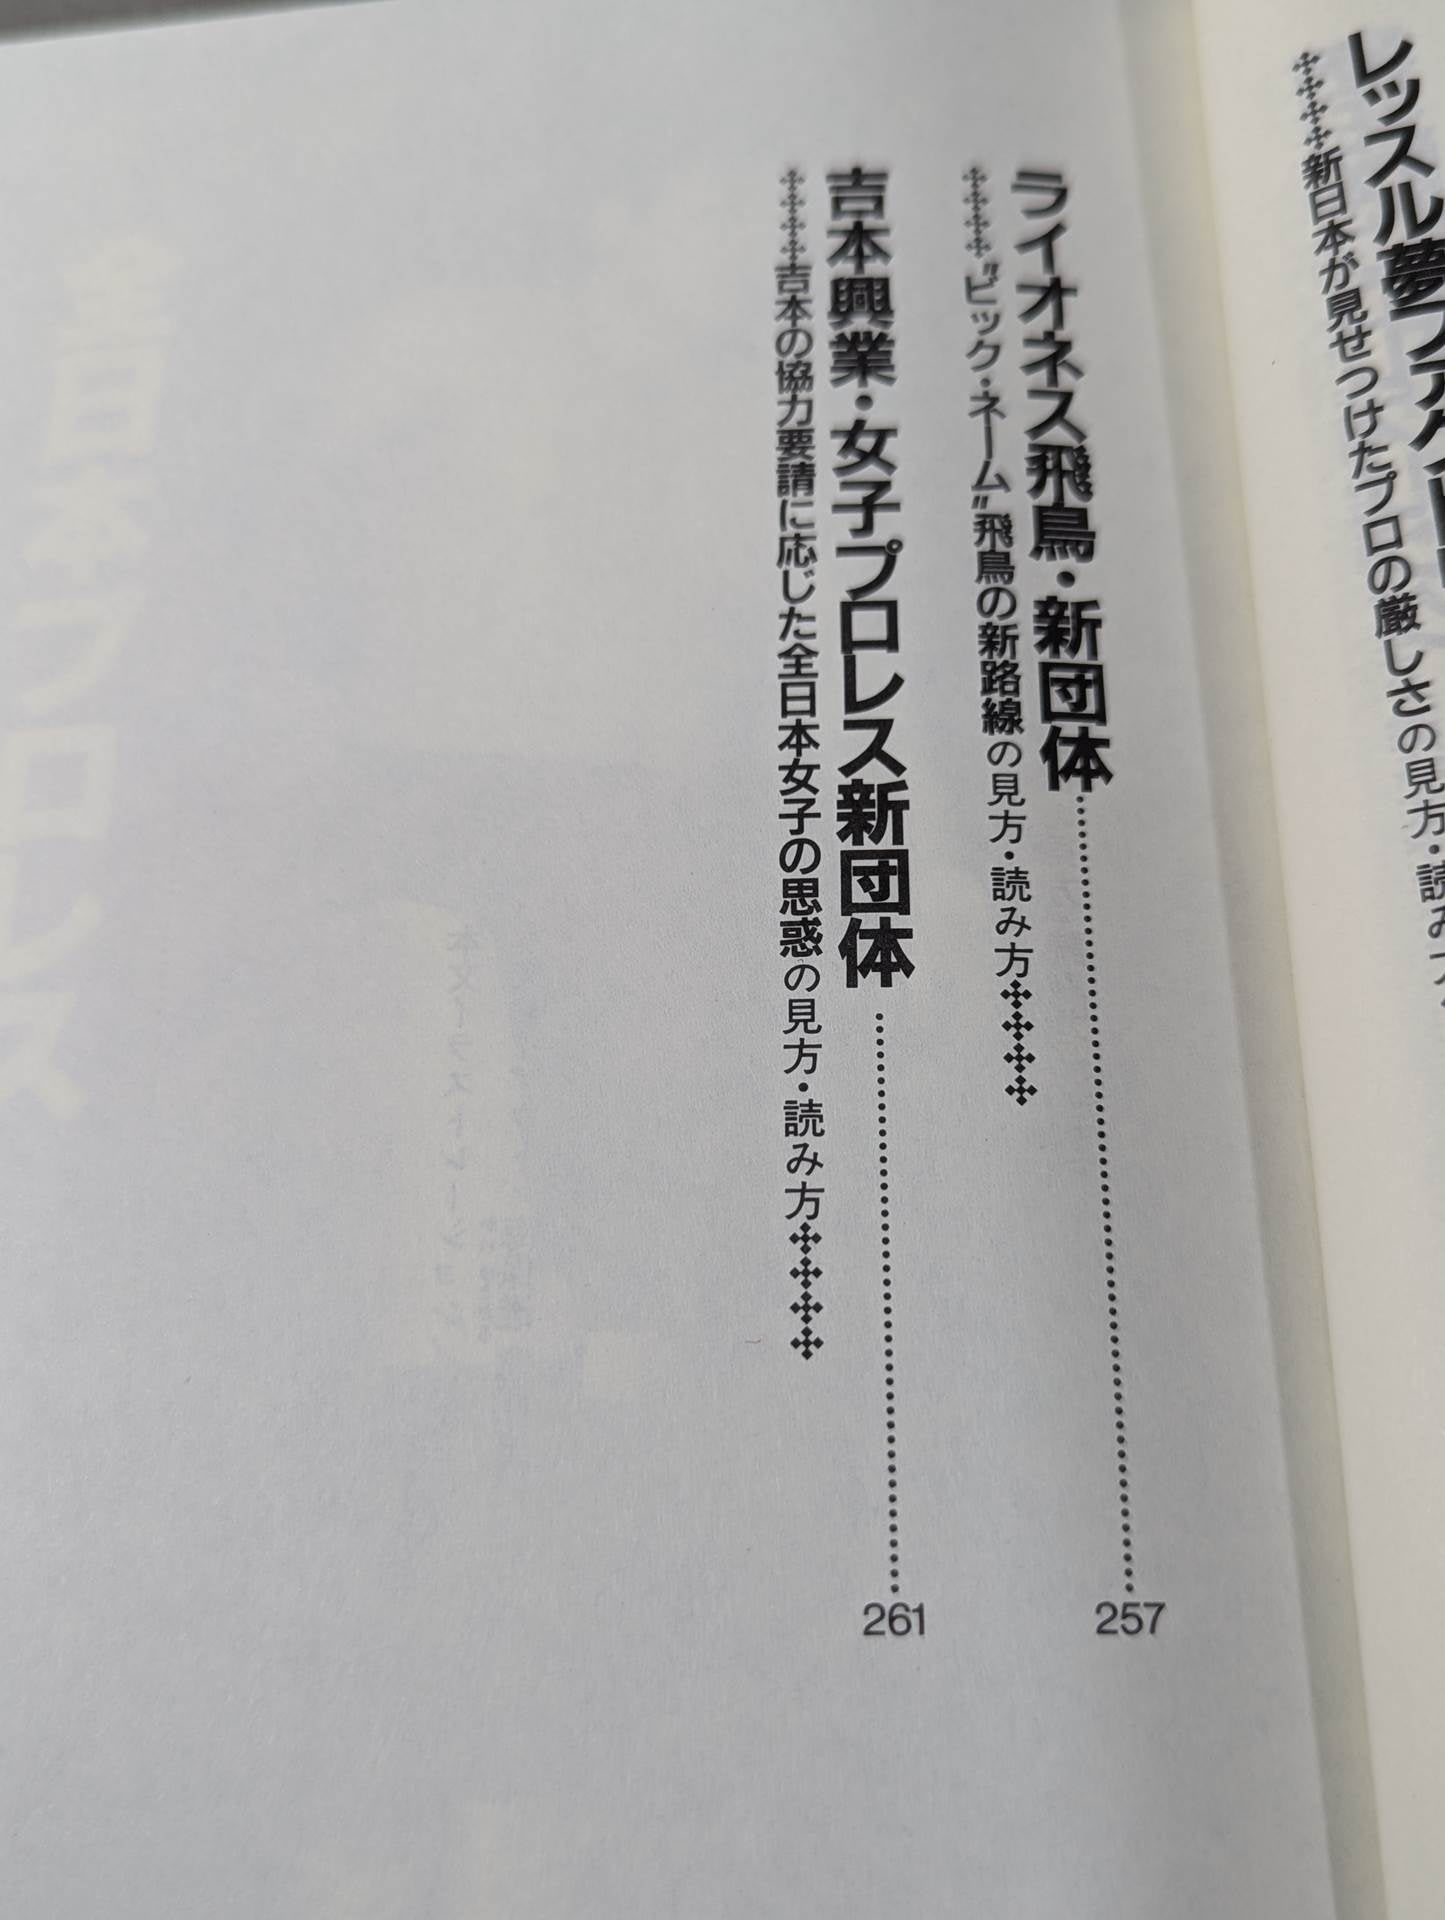 レッスル夢ファク
✣✣✣✣新日本が見せつけたプロの厳しさの見方・読み方
ライオネス飛鳥・新団体……257
✣✣✣✣〝ビック・ネーム〟飛鳥の新路線の見方・読み方✣✣✣✣
吉本興業・女子プロレス新団体……261
✣✣✣✣吉本の協力要請に応じた全日本女子の思惑の見方・読み方✣✣✣✣